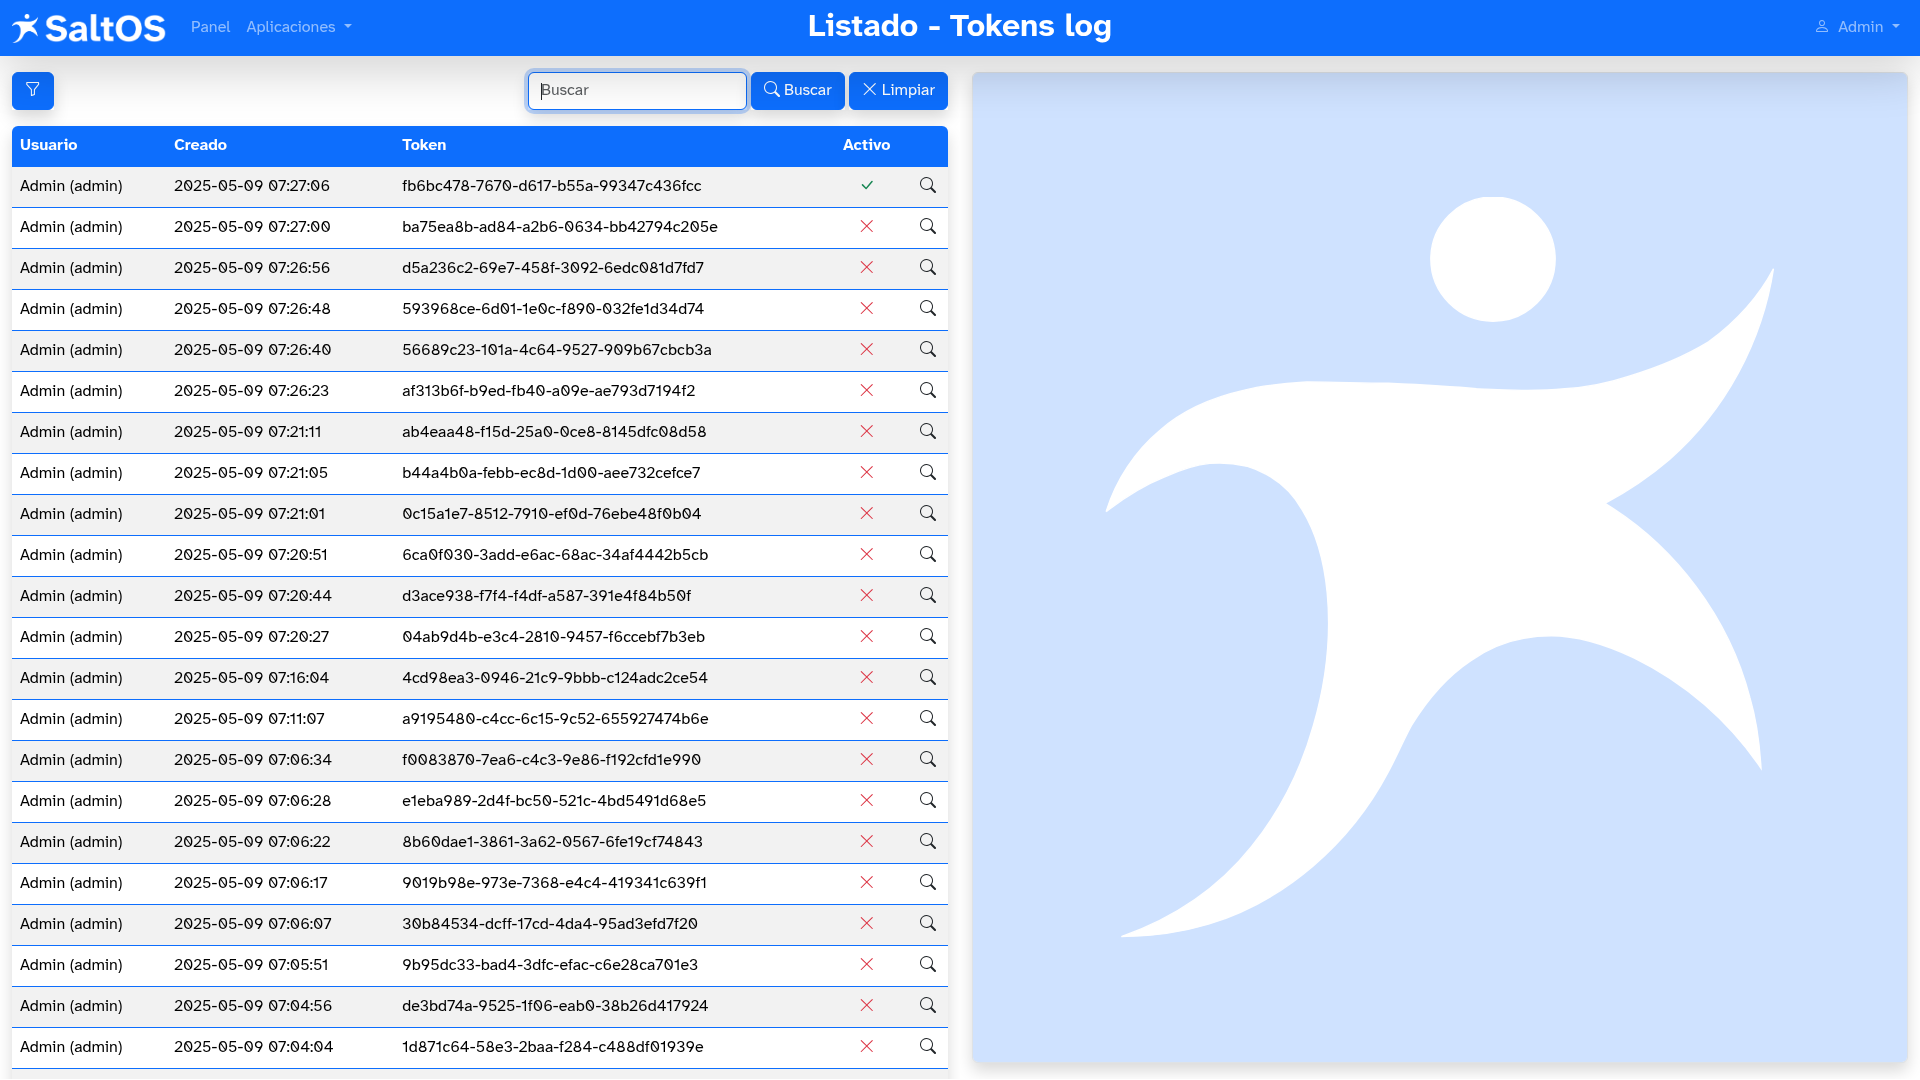 SaltOS Panel Aplicaciones Listado - Tokens log Admin
Buscar Buscar Limpiar
Usuario Creado Token Activo
Admin (admin) 2025-05-09 07:27:06 fb6bc478-7670-d617-b55a-99347c436fcc
Admin (admin) 2025-05-09 07:27:00 ba75ea8b-ad84-a2b6-0634-bb42794c205e
Admin (admin) 2025-05-09 07:26:56 d5a236c2-69e7-458f-3092-6edc081d7fd7
Admin (admin) 2025-05-09 07:26:48 593968ce-6d01-1e0c-f890-032fe1d34d74
Admin (admin) 2025-05-09 07:26:40 56689c23-101a-4c64-9527-909b67cbcb3a
Admin (admin) 2025-05-09 07:26:23 af313b6f-b9ed-fb40-a09e-ae793d7194f2
Admin (admin) 2025-05-09 07:21:11 ab4eaa48-f15d-25a0-0ce8-8145dfc08d58
Admin (admin) 2025-05-09 07:21:05 b44a4b0a-febb-ec8d-1d00-aee732cefce7
Admin (admin) 2025-05-09 07:21:01 0c15a1e7-8512-7910-ef0d-76ebe48f0b04
Admin (admin) 2025-05-09 07:20:51 6ca0f030-3add-e6ac-68ac-34af4442b5cb
Admin (admin) 2025-05-09 07:20:44 d3ace938-f7f4-f4df-a587-391e4f84b50f
Admin (admin) 2025-05-09 07:20:27 04ab9d4b-e3c4-2810-9457-f6ccebf7b3eb
Admin (admin) 2025-05-09 07:16:04 4cd98ea3-0946-21c9-9bbb-c124adc2ce54
Admin (admin) 2025-05-09 07:11:07 a9195480-c4cc-6c15-9c52-655927474b6e
Admin (admin) 2025-05-09 07:06:34 f0083870-7ea6-c4c3-9e86-f192cfd1e990
Admin (admin) 2025-05-09 07:06:28 e1eba989-2d4f-bc50-521c-4bd5491d68e5
Admin (admin) 2025-05-09 07:06:22 8b60dae1-3861-3a62-0567-6fe19cf74843
Admin (admin) 2025-05-09 07:06:17 9019b98e-973e-7368-e4c4-419341c639f1
Admin (admin) 2025-05-09 07:06:07 30b84534-dcff-17cd-4da4-95ad3efd7f20
Admin (admin) 2025-05-09 07:05:51 9b95dc33-bad4-3dfc-efac-c6e28ca701e3
Admin (admin) 2025-05-09 07:04:56 de3bd74a-9525-1f06-eab0-38b26d417924
Admin (admin) 2025-05-09 07:04:04 1d871c64-58e3-2baa-f284-c488df01939e